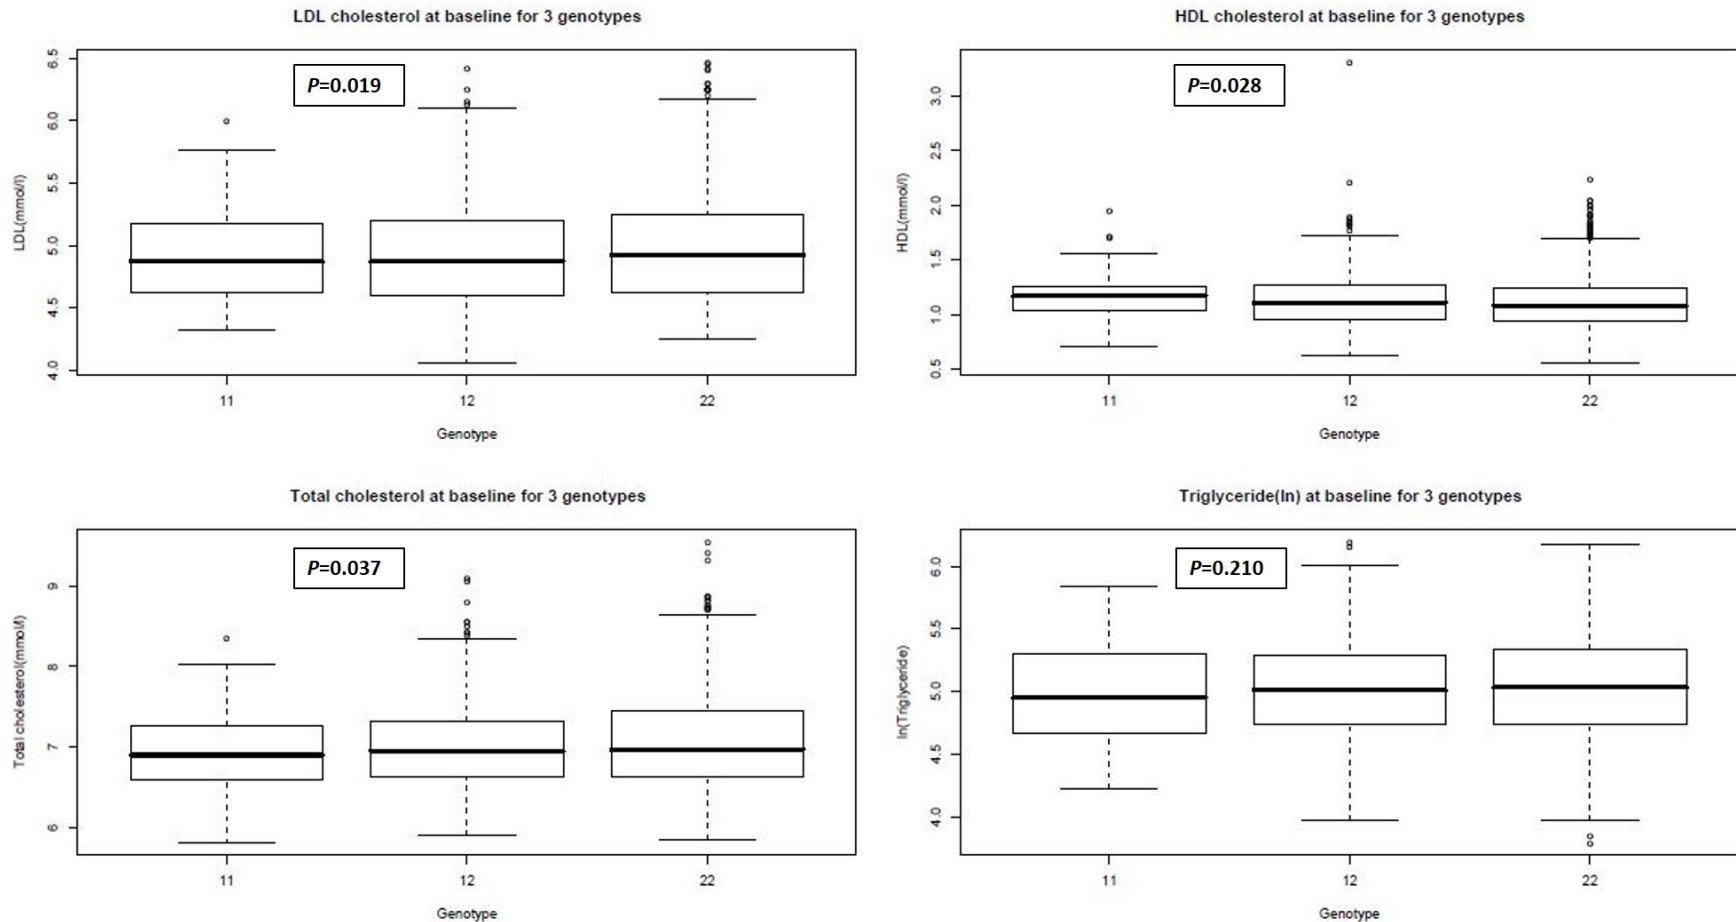 LDL cholesterol at baseline for 3 genotypes
P=0.019
LDL(mmol/l)
6.5
6.0
5.5
5.0
4.5
4.0
11 12 22
Genotype
HDL cholesterol at baseline for 3 genotypes
P=0.028
HDL(mmol/l)
3.0
2.5
2.0
1.5
1.0
0.5
11 12 22
Genotype
Total cholesterol at baseline for 3 genotypes
P=0.037
Total cholesterol(mmol/l)
9
8
7
6
11 12 22
Genotype
Triglyceride(ln) at baseline for 3 genotypes
P=0.210
ln(Triglyceride)
6.0
5.5
5.0
4.5
4.0
11 12 22
Genotype